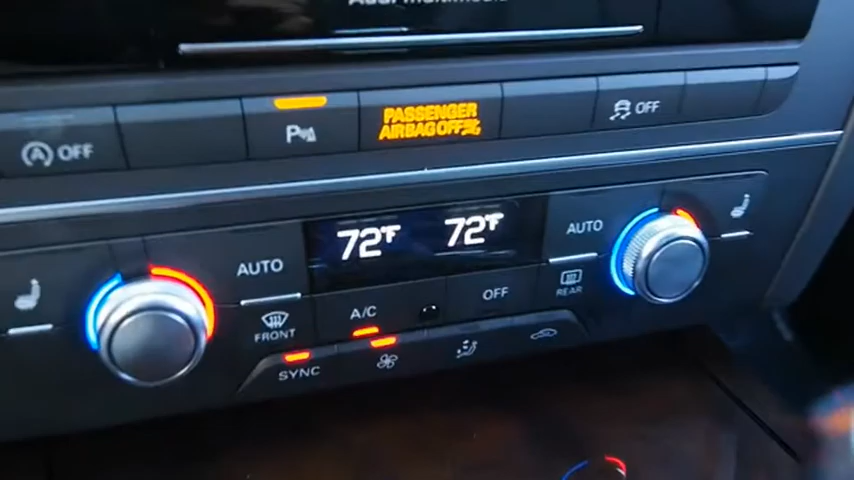 OFF
P
PASSENGER
AIRBAG OFF
OFF
72°F
72°F
AUTO
AUTO
A/C
OFF
REAR
FRONT
SYNC